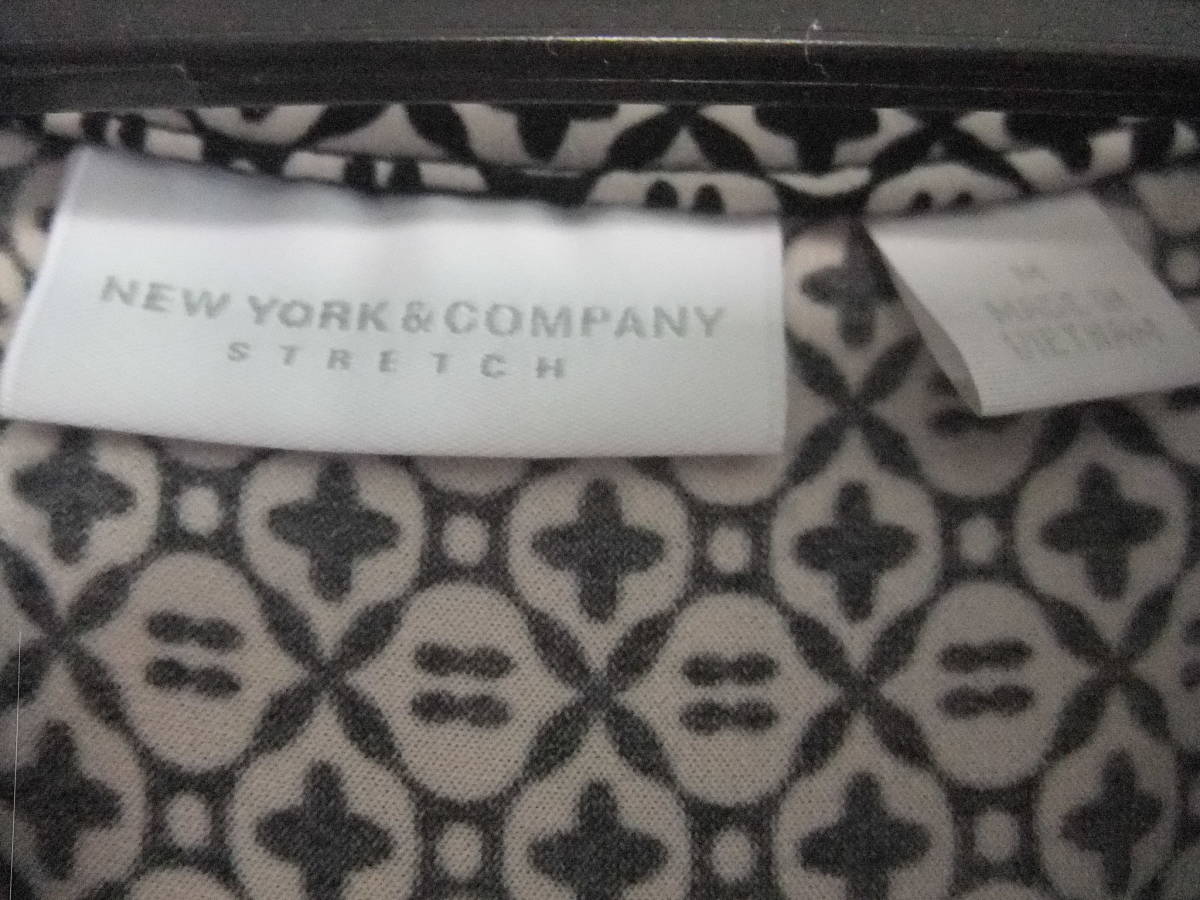 NEW YORK & COMPANY
STRETCH
M
MADE IN
VIETNAM